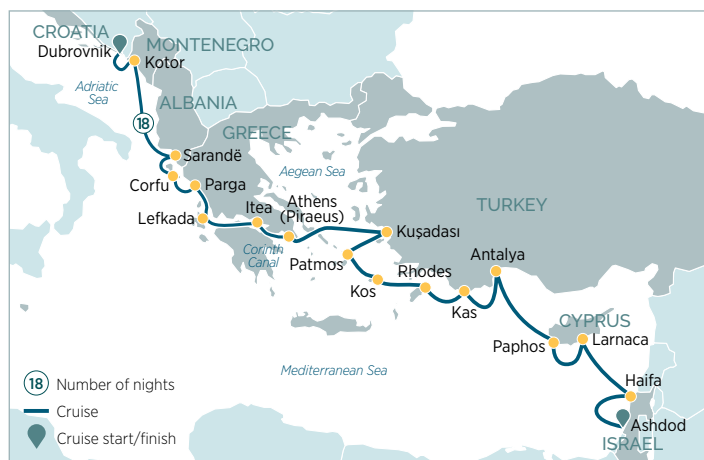 CROATIA
Dubrovnik
MONTENEGRO
Kotor
Adriatic
Sea
ALBANIA
18
GREECE
Sarandë
Aegean Sea
Corfu
Parga
Athens
(Piraeus)
Itea
TURKEY
Lefkada
Kuşadası
Corinth
Canal
Antalya
Patmos
Rhodes
Kos
Kas
CYPRUS
Paphos
Larnaca
Mediterranean Sea
Haifa
18 Number of nights
Cruise
Ashdod
Cruise start/finish
ISRAEL